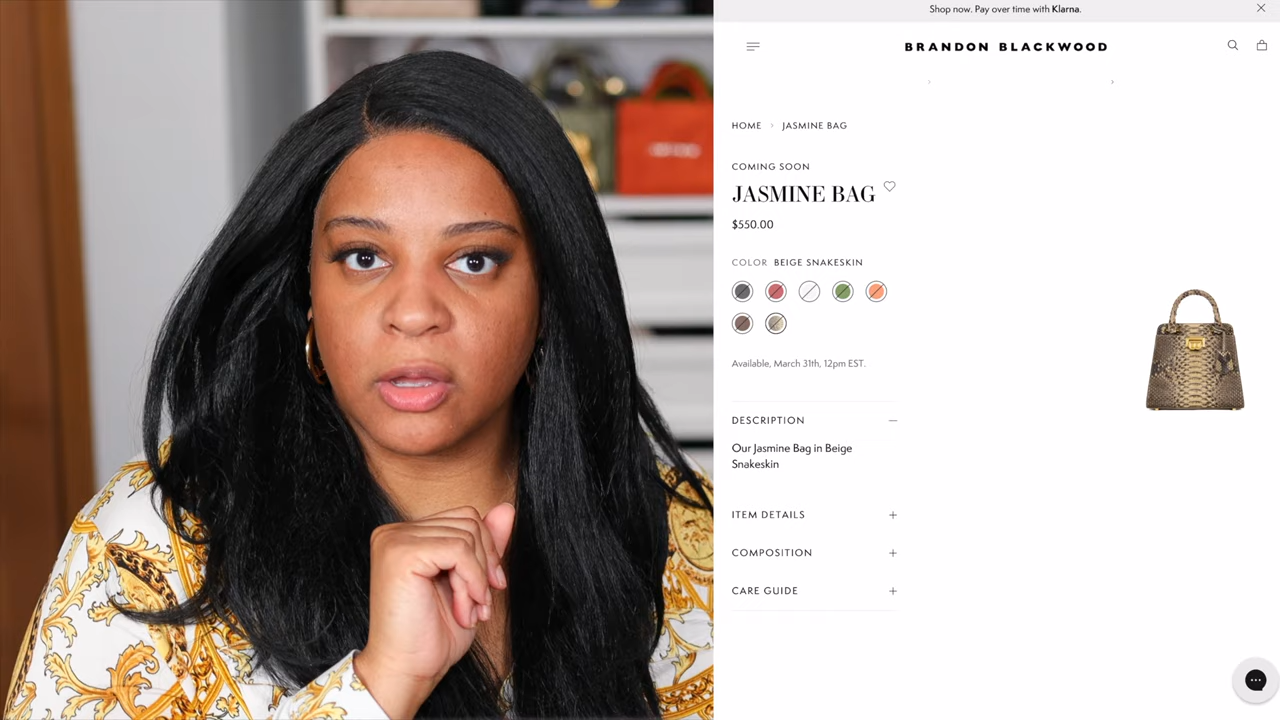 Shop now. Pay over time with Klarna.
BRANDON BLACKWOOD
HOME > JASMINE BAG
COMING SOON
JASMINE BAG
$550.00
COLOR BEIGE SNAKESKIN
Available, March 31th, 12pm EST.
DESCRIPTION
Our Jasmine Bag in Beige
Snakeskin
ITEM DETAILS
COMPOSITION
CARE GUIDE